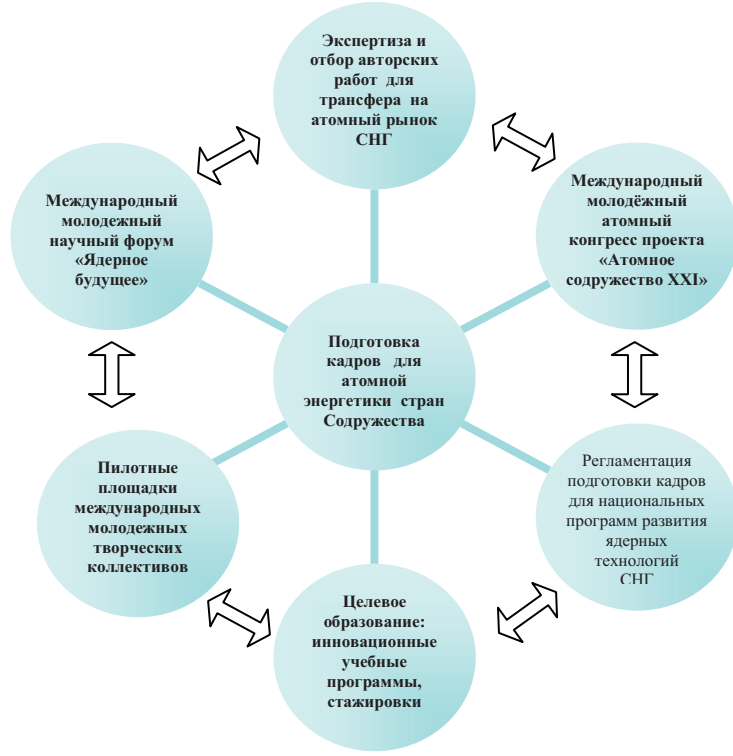 Экспертиза и
отбор авторских
работ для
трансфера на
атомный рынок
СНГ
Международный
молодежный
научный форум
«Ядерное
будущее»
Международный
молодёжный
атомный
конгресс проекта
«Атомное
содружество XXI»
Подготовка
кадров для
атомной
энергетики стран
Содружества
Пилотные
площадки
международных
молодежных
творческих
коллективов
Регламентация
подготовки кадров
для национальных
программ развития
ядерных
технологий
СНГ
Целевое
образование:
инновационные
учебные
программы,
стажировки